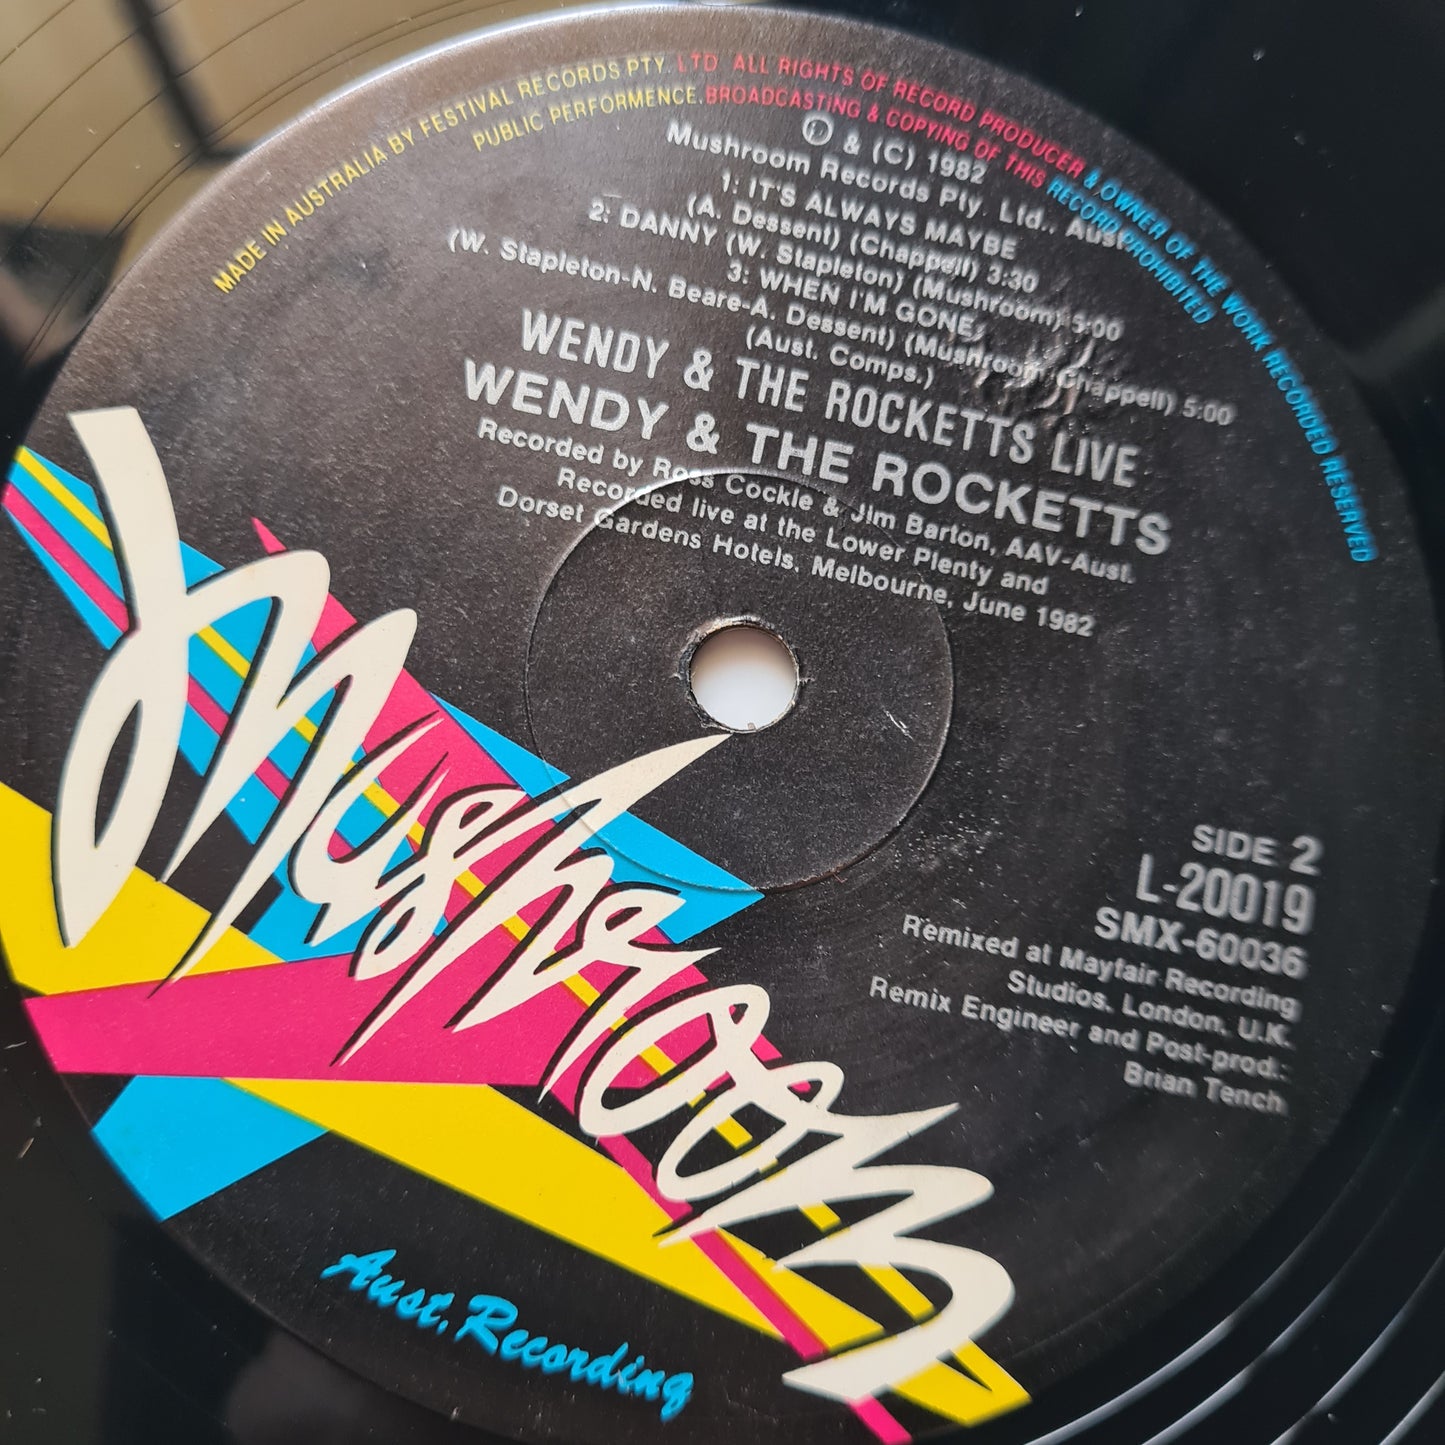 MADE IN AUSTRALIA BY FESTIVAL RECORDS PTY. LTD ALL RIGHTS OF RECORD PRODUCER & OWNER OF THE WORK RECORDED RESERVED
PUBLIC PERFORMENCE, BROADCASTING & COPYING OF THIS RECORD PROHIBITED
Ⓟ & (C) 1982
Mushroom Records Pty. Ltd., Aust.
1: IT'S ALWAYS MAYBE
(A. Dessent) (Chappell) 3:30
2: DANNY (W. Stapleton) (Mushroom) 5:00
3: WHEN I'M GONE
(W. Stapleton-N. Beare-A. Dessent) (Mushroom Chappell) 5:00
(Aust. Comps.)
WENDY & THE ROCKETTS LIVE
WENDY & THE ROCKETTS
Recorded by Ross Cockle & Jim Barton, AAV-Aust.
Recorded live at the Lower Plenty and
Dorset Gardens Hotels, Melbourne, June 1982
SIDE 2
L-20019
SMX-60036
Remixed at Mayfair Recording
Studios, London, U.K.
Remix Engineer and Post-prod.:
Brian Tench
Mushroom
Aust. Recording